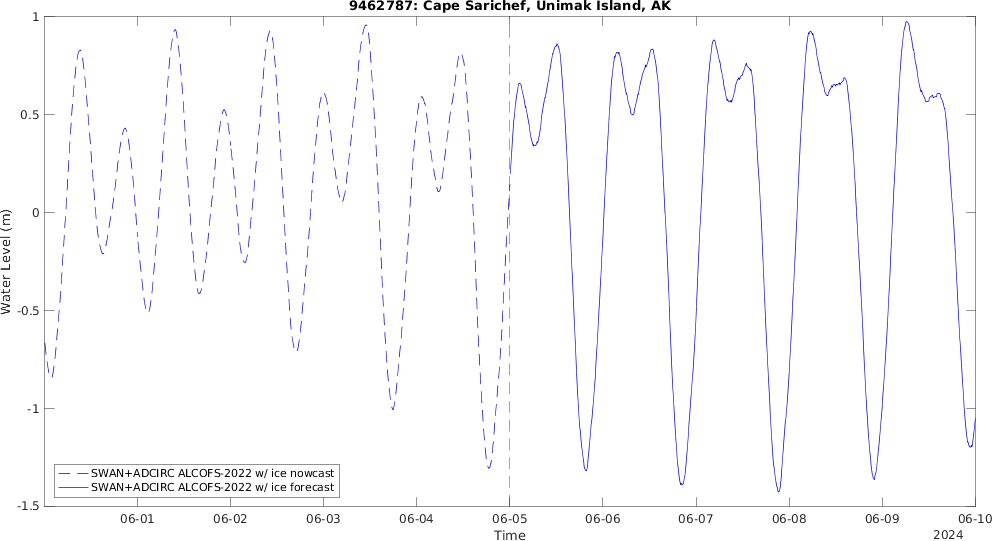 9462787: Cape Sarichef, Unimak Island, AK
1
0.5
0
-0.5
-1
-1.5
Water Level (m)
SWAN+ADCIRC ALCOFS-2022 w/ ice nowcast
SWAN+ADCIRC ALCOFS-2022 w/ ice forecast
06-01 06-02 06-03 06-04 06-05 06-06 06-07 06-08 06-09 06-10
Time
2024